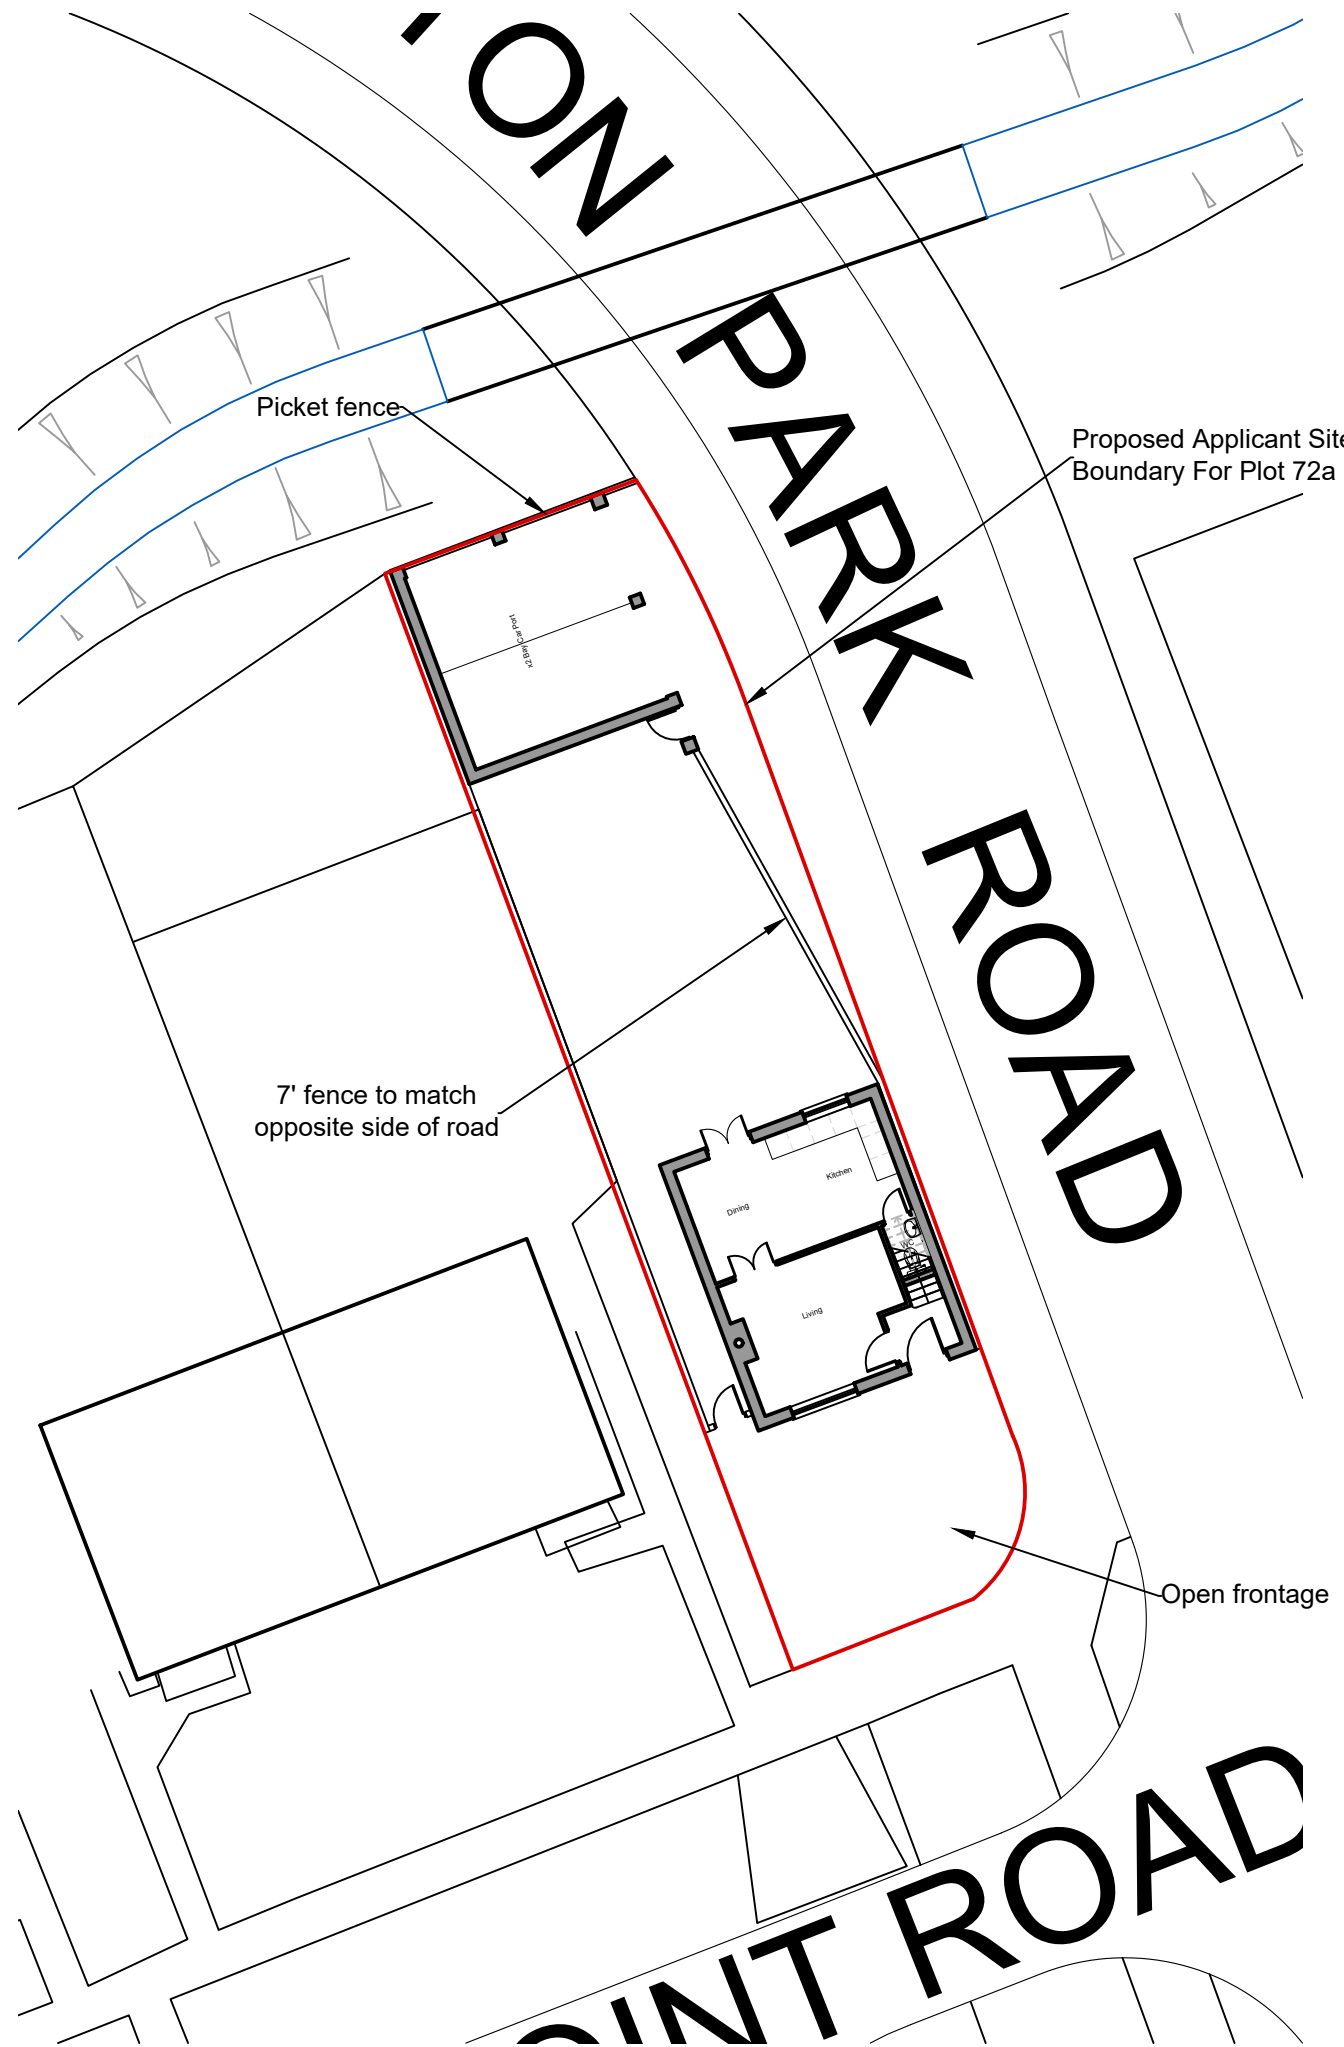 ON
PARK ROAD
Picket fence
Proposed Applicant Site
Boundary For Plot 72a
x2 Bay Car Port
7' fence to match
opposite side of road
Kitchen
Dining
WC
Living
Open frontage
OINT ROAD